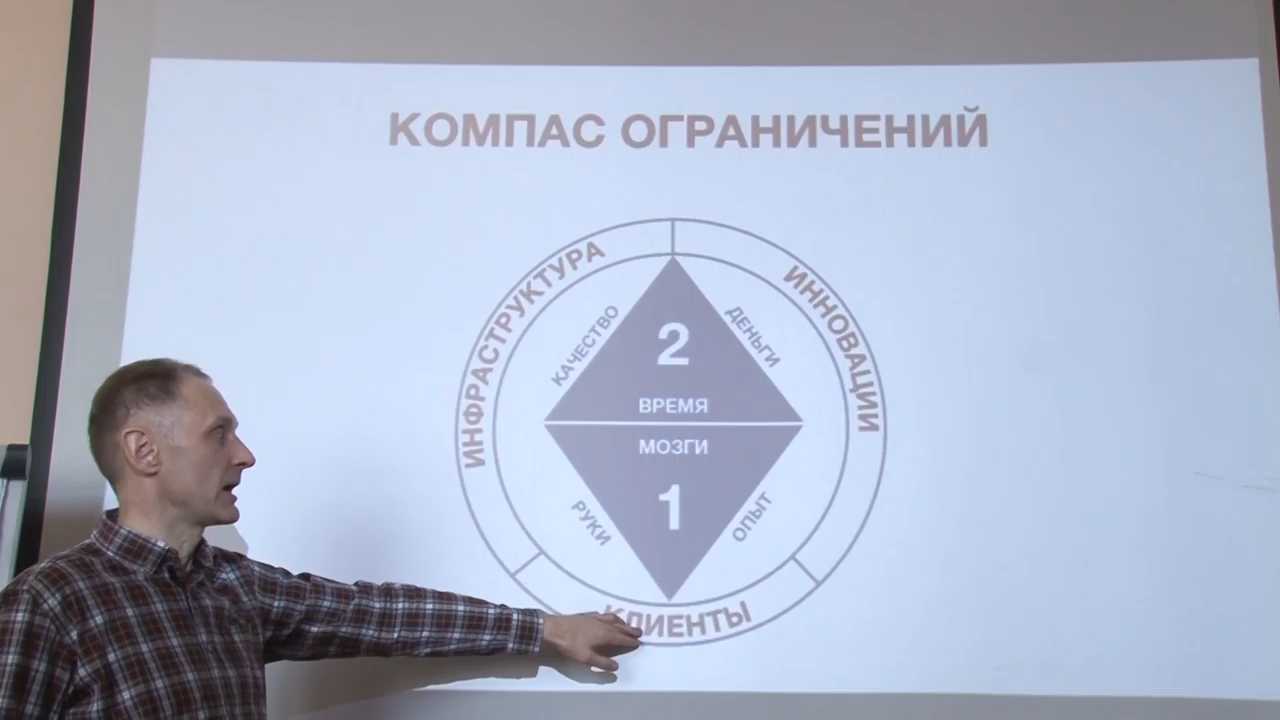 КОМПАС ОГРАНИЧЕНИЙ
ИНФРАСТРУКТУРА
ИННОВАЦИИ
КАЧЕСТВО
ДЕНЬГИ
2
ВРЕМЯ
МОЗГИ
1
РУКИ
ОПЫТ
КЛИЕНТЫ